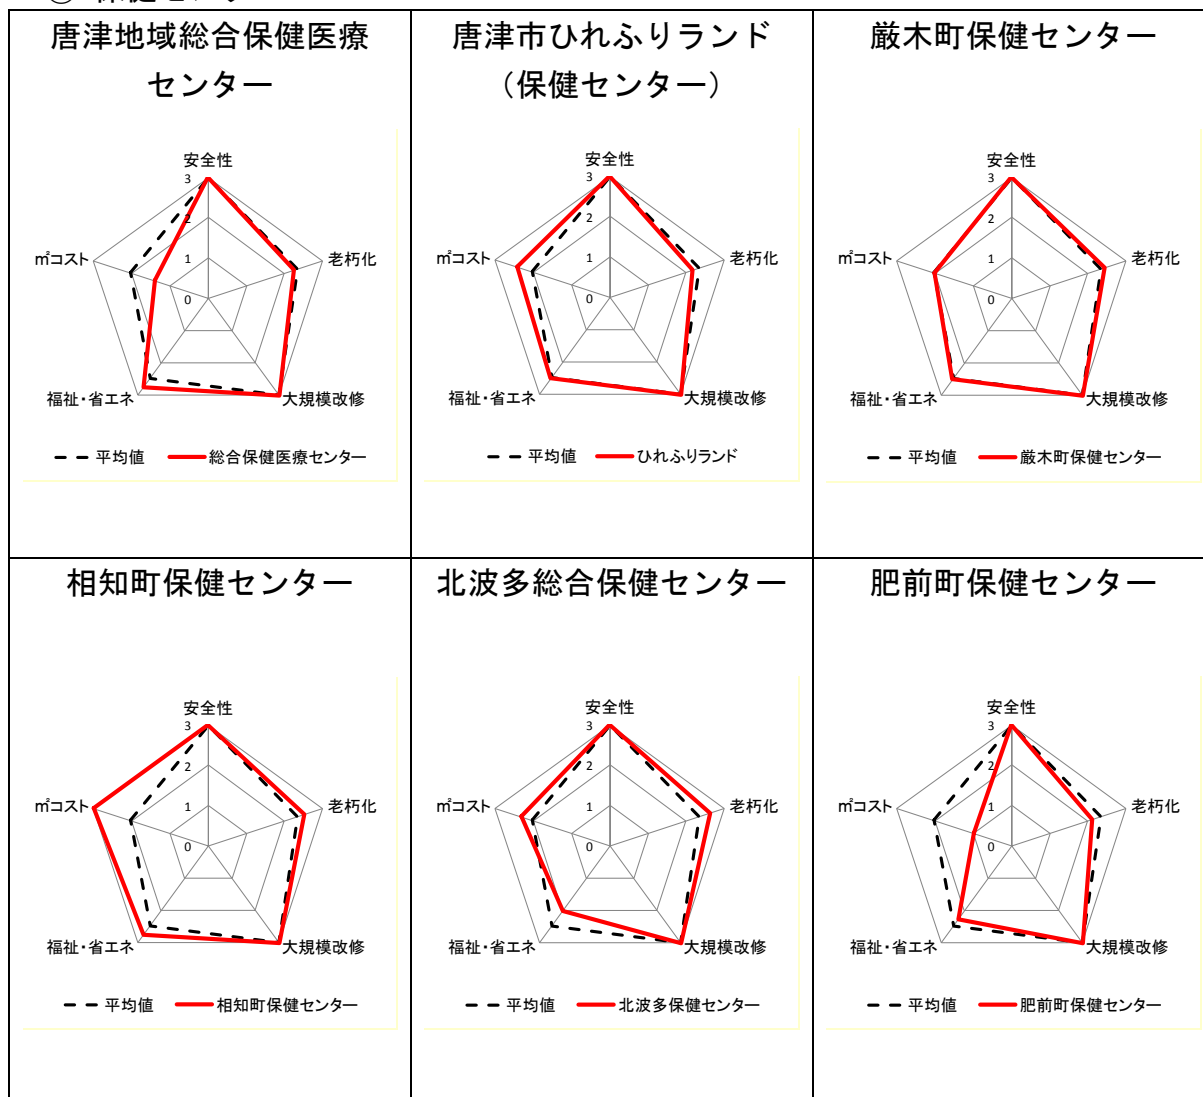 保健センター
唐津地域総合保健医療
センター
安全性
3
2
1
0
㎡コスト
老朽化
福祉・省エネ
大規模改修
平均値
総合保健医療センター
唐津市ひれふりランド
（保健センター）
安全性
3
2
1
0
㎡コスト
老朽化
福祉・省エネ
大規模改修
平均値
ひれふりランド
厳木町保健センター
安全性
3
2
1
0
㎡コスト
老朽化
福祉・省エネ
大規模改修
平均値
厳木町保健センター
相知町保健センター
安全性
3
2
1
0
㎡コスト
老朽化
福祉・省エネ
大規模改修
平均値
相知町保健センター
北波多総合保健センター
安全性
3
2
1
0
㎡コスト
老朽化
福祉・省エネ
大規模改修
平均値
北波多保健センター
肥前町保健センター
安全性
3
2
1
0
㎡コスト
老朽化
福祉・省エネ
大規模改修
平均値
肥前町保健センター